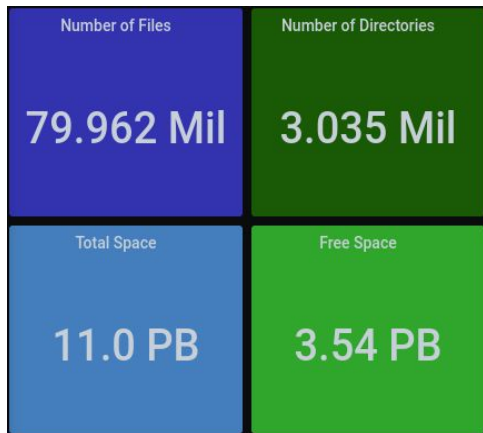 Number of Files
79.962 Mil
Number of Directories
3.035 Mil
Total Space
11.0 PB
Free Space
3.54 PB